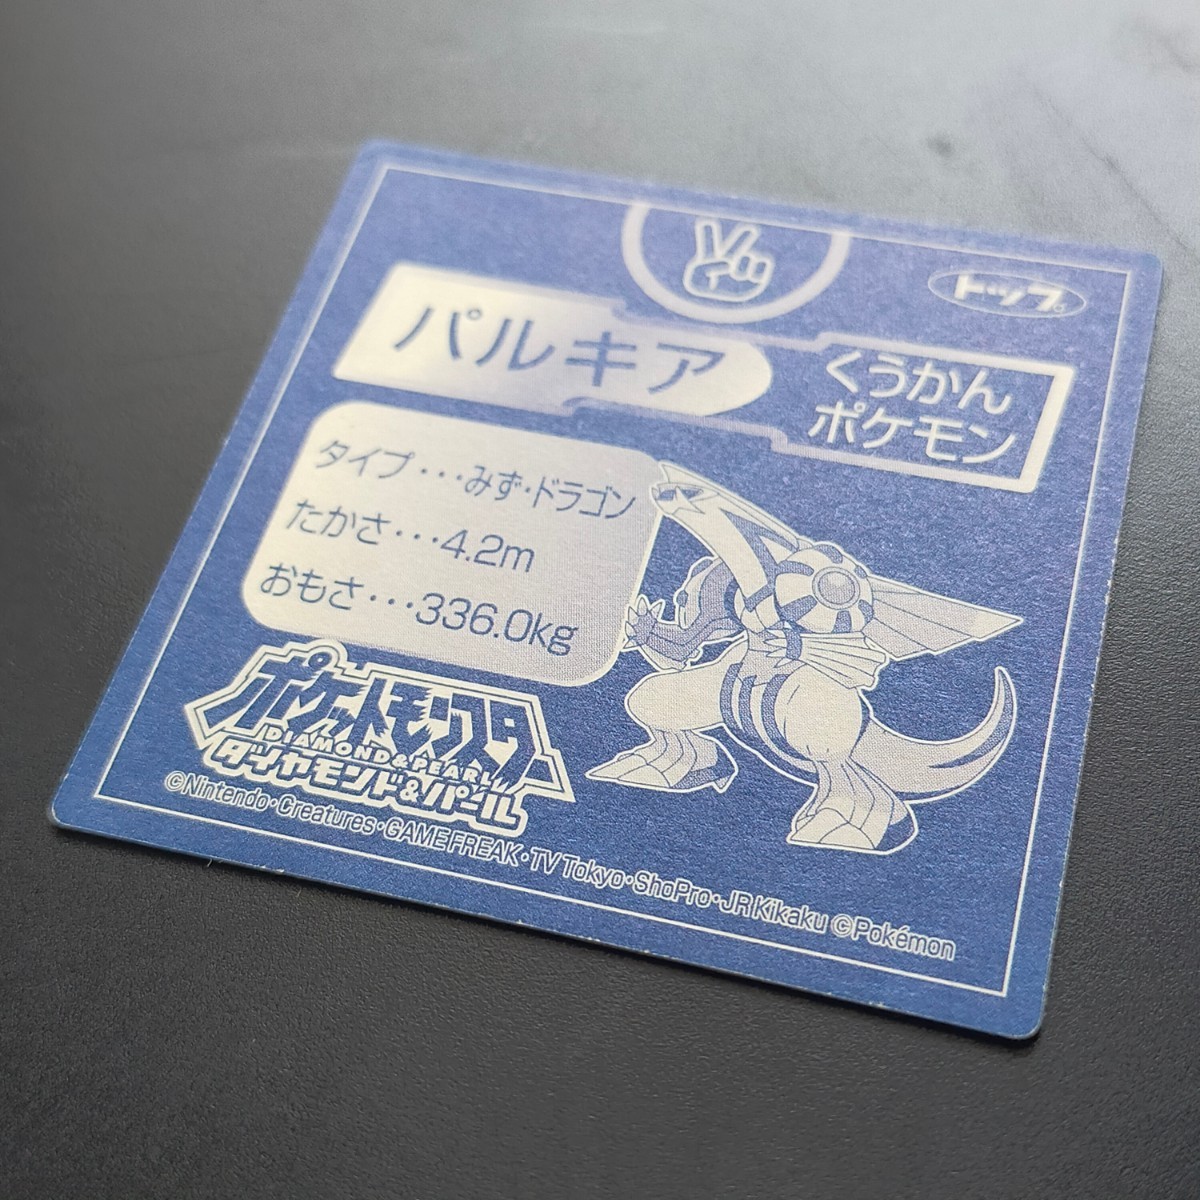 トップ。
パルキア
くうかん
ポケモン
タイプ・・・みず・ドラゴン
たかさ・・・4.2m
おもさ・・・336.0kg
ポケットモンスター
DIAMOND & PEARL
ダイヤモンド&パール
©Nintendo・Creatures・GAME FREAK・TV Tokyo・ShoPro・JR Kikaku ©Pokémon